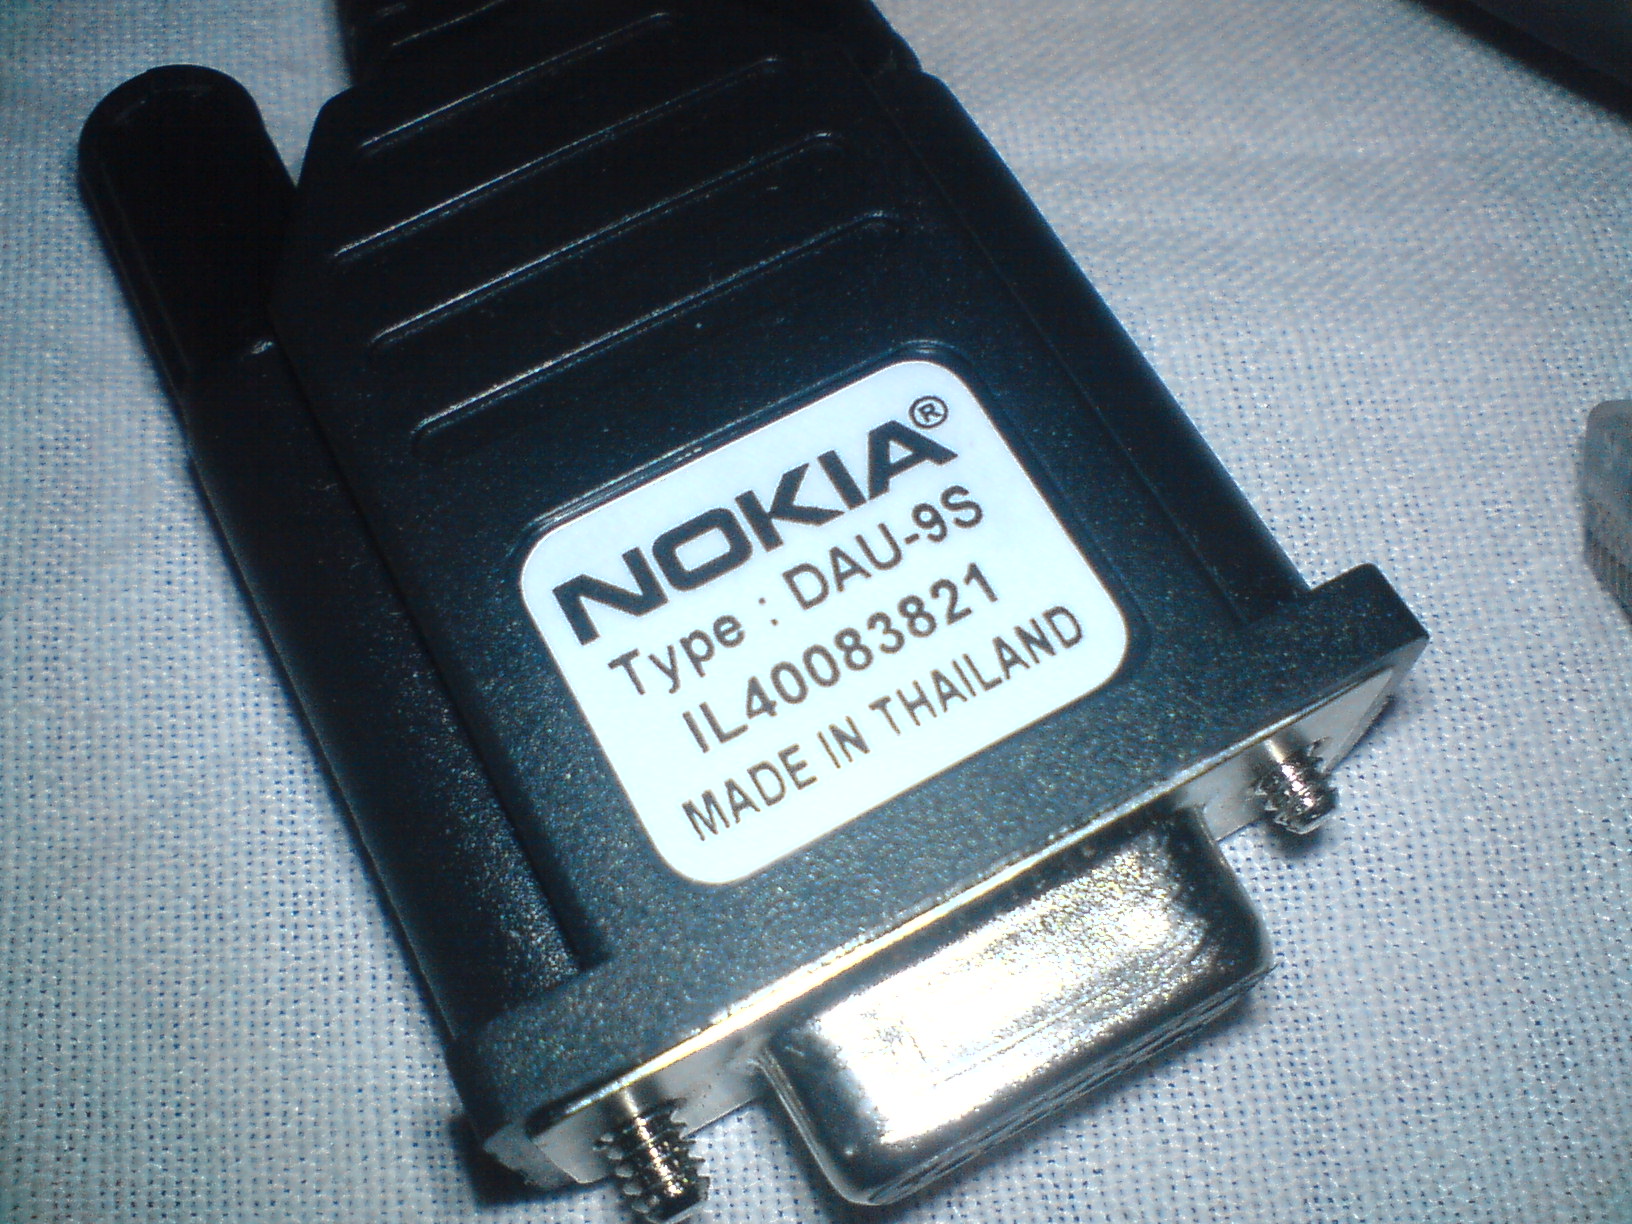 NOKIA®
Type : DAU-9S
IL40083821
MADE IN THAILAND